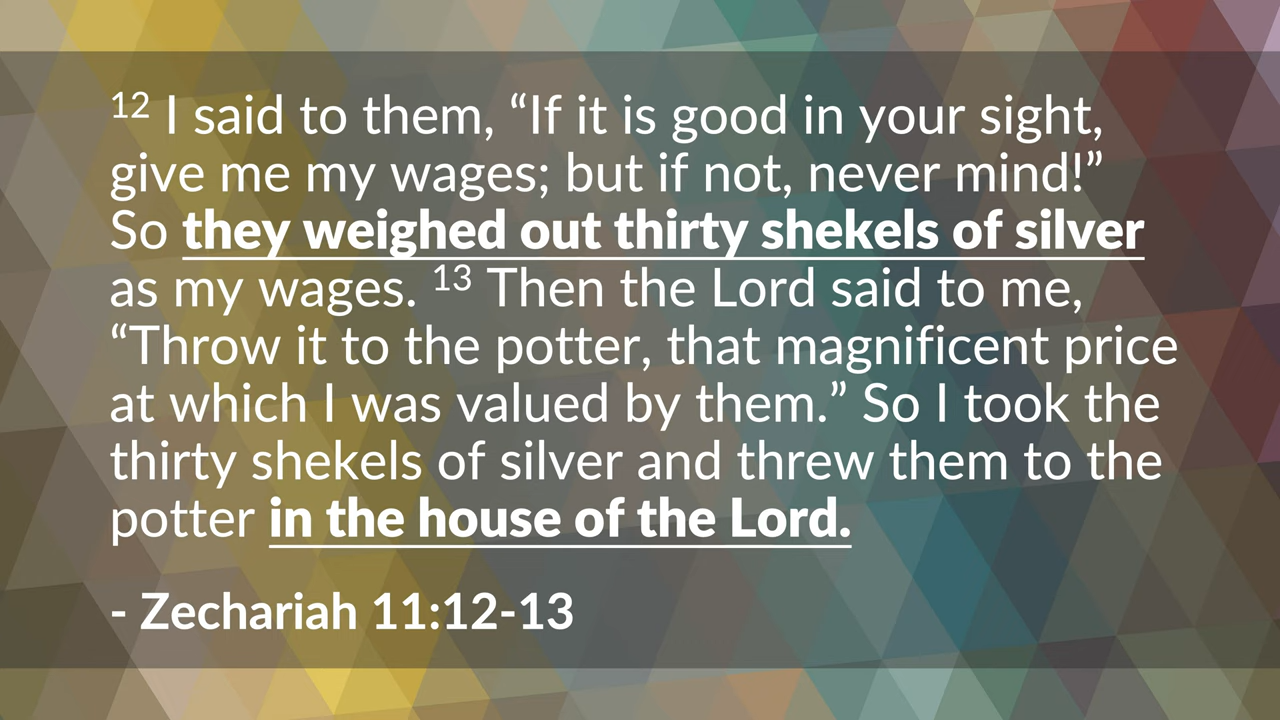 12 I said to them, “If it is good in your sight,
give me my wages; but if not, never mind!”
So they weighed out thirty shekels of silver
as my wages. 13 Then the Lord said to me,
“Throw it to the potter, that magnificent price
at which I was valued by them.” So I took the
thirty shekels of silver and threw them to the
potter in the house of the Lord.
- Zechariah 11:12-13